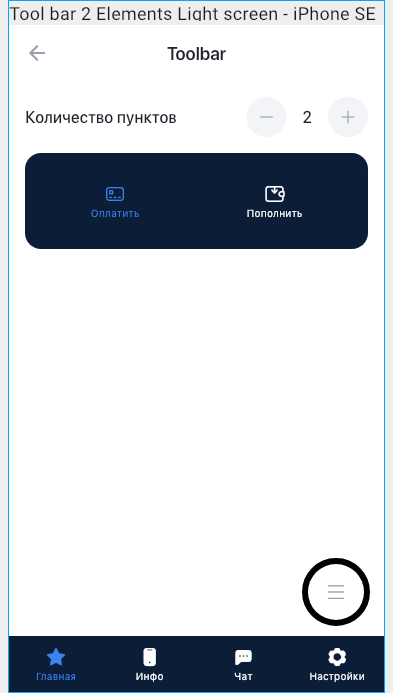 Tool bar 2 Elements Light screen - iPhone SE
Toolbar
Количество пунктов 2
Оплатить Пополнить
Главная Инфо Чат Настройки